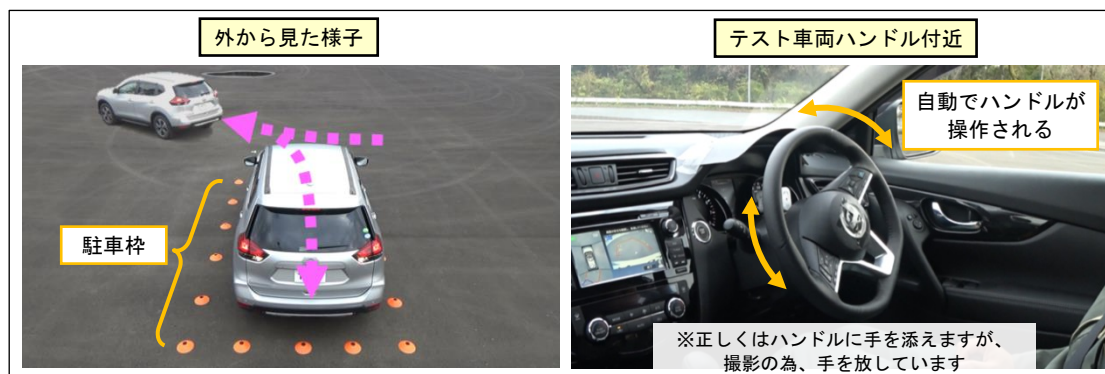 外から見た様子
テスト車両ハンドル付近
駐車枠
自動でハンドルが
操作される
※正しくはハンドルに手を添えますが、
撮影の為、手を放しています